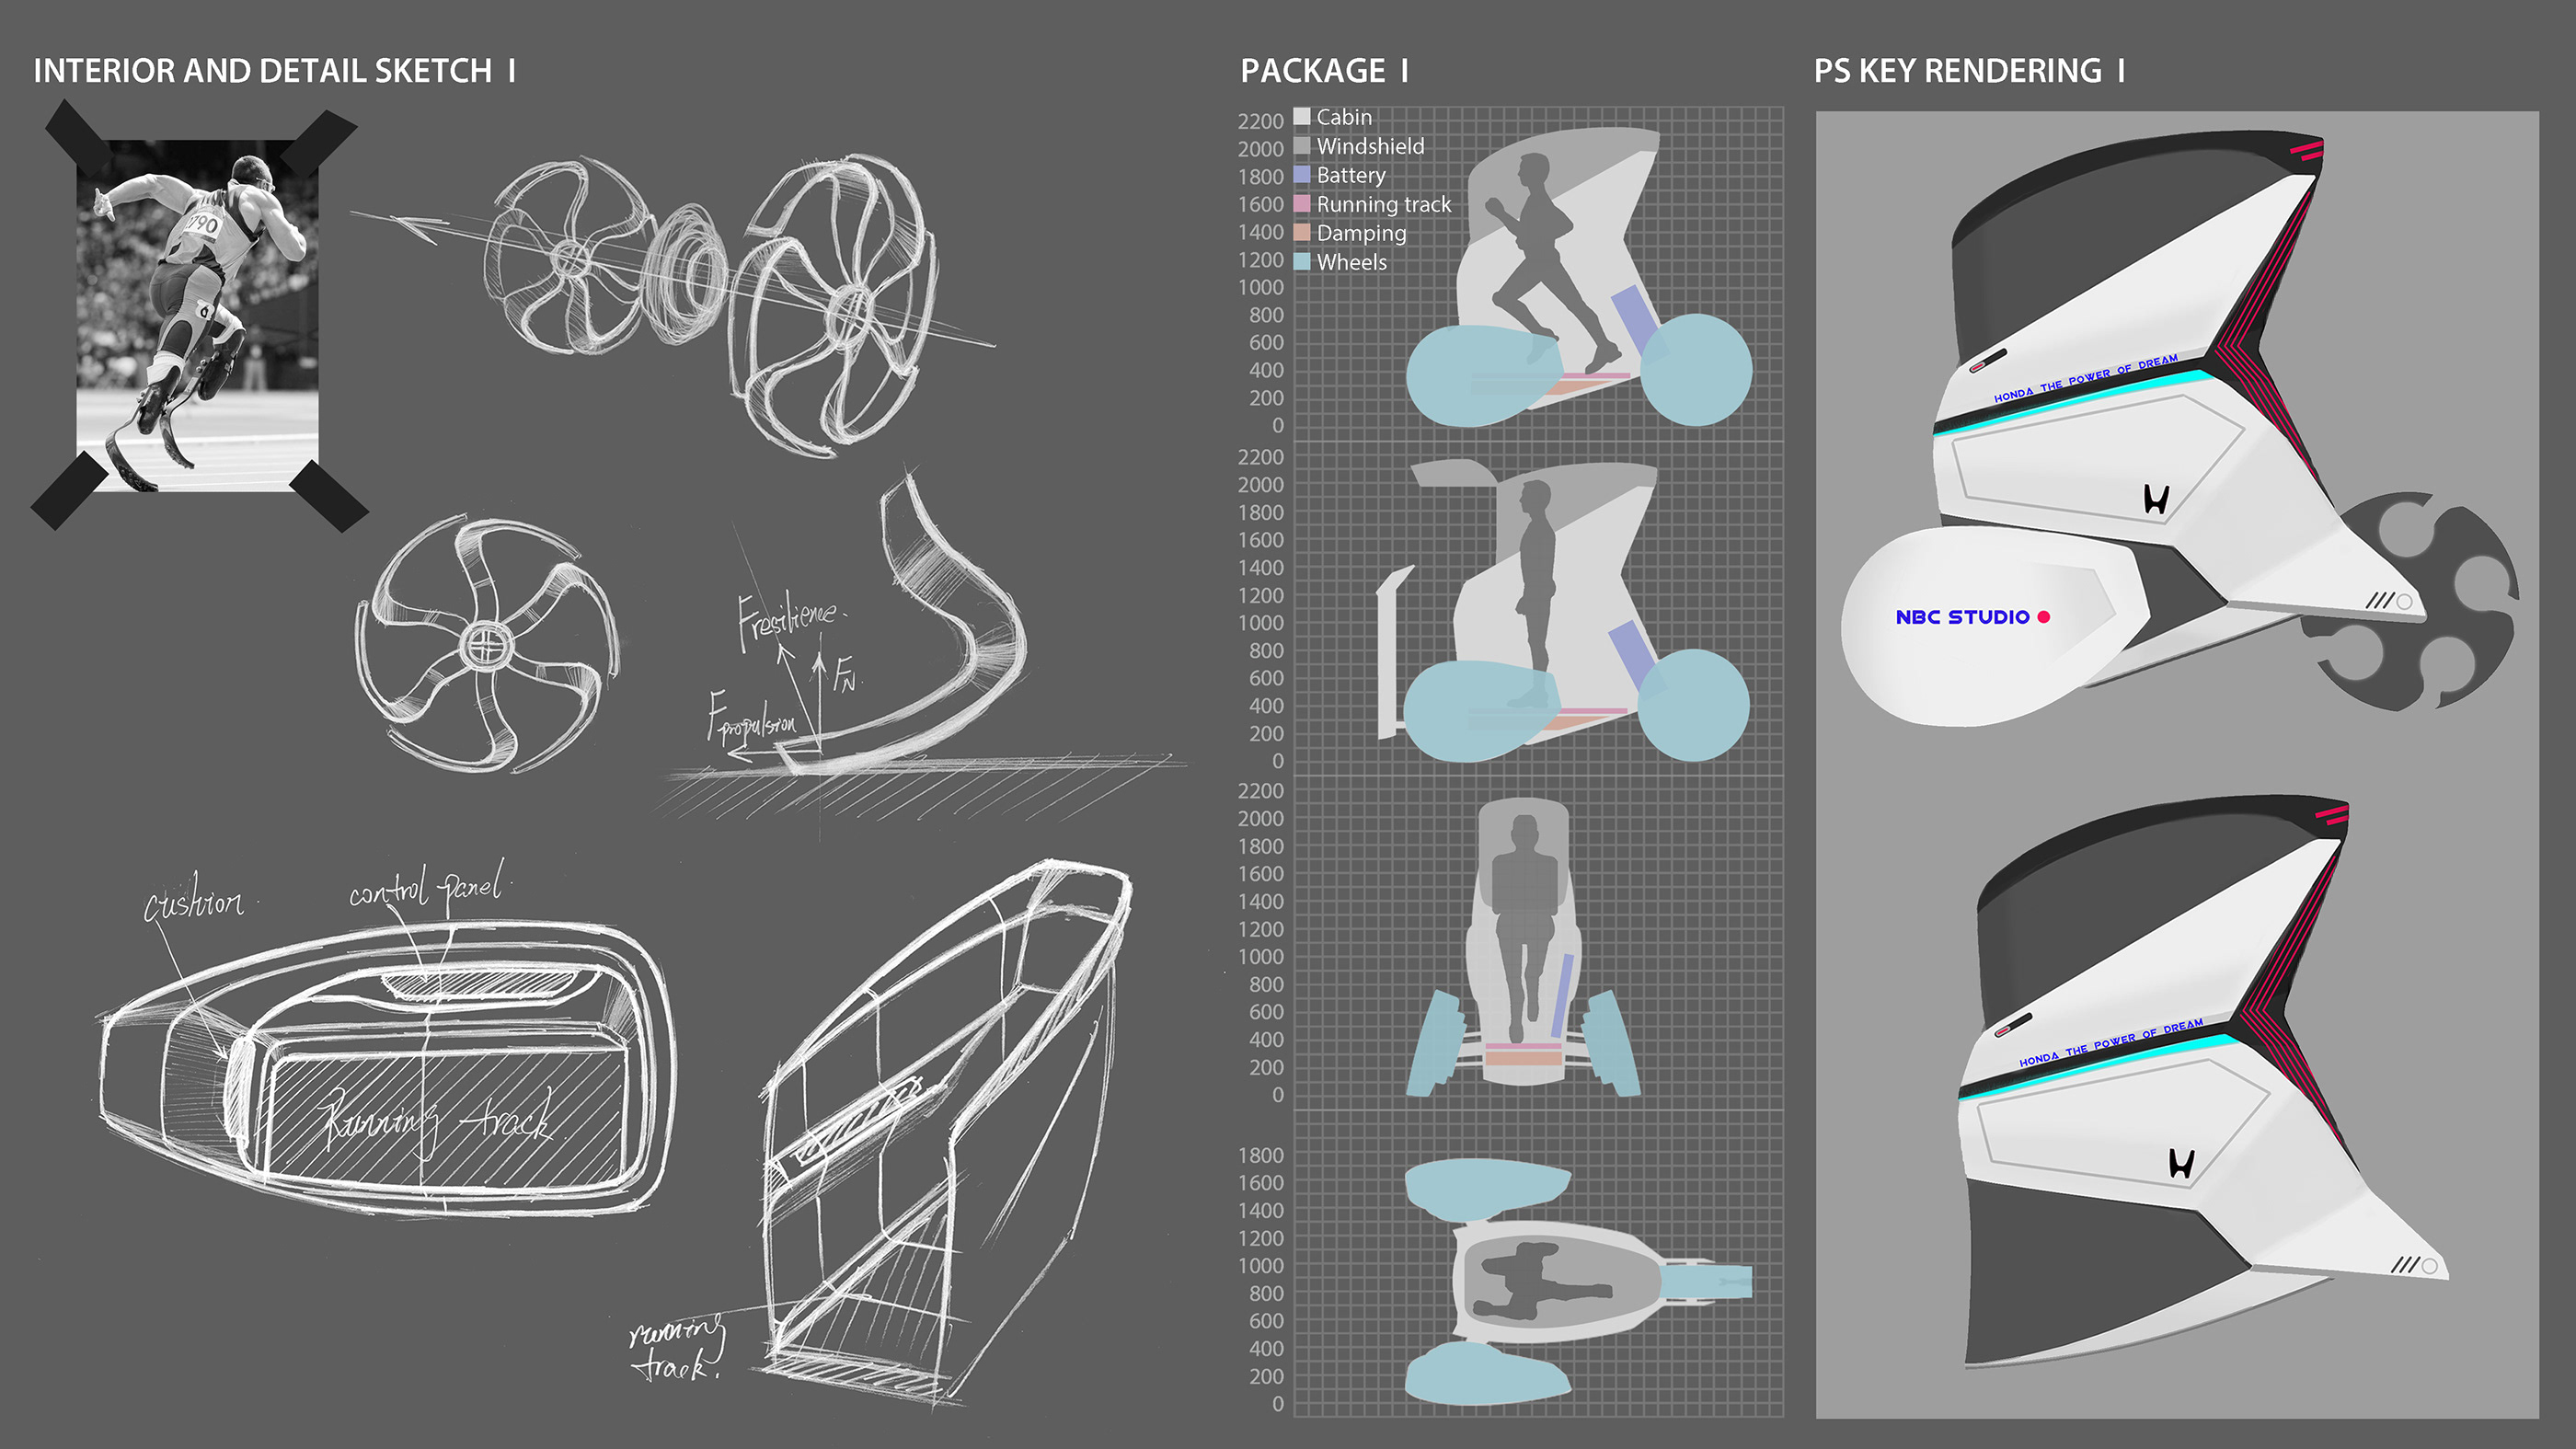 INTERIOR AND DETAIL SKETCH I
790
6
Fresilience.
FN.
Fpropulsion
cushion.
control panel.
Running track
running
track.
PACKAGE I
Cabin
Windshield
Battery
Running track
Damping
Wheels
2200
2000
1800
1600
1400
1200
1000
800
600
400
200
0
2200
2000
1800
1600
1400
1200
1000
800
600
400
200
0
2200
2000
1800
1600
1400
1200
1000
800
600
400
200
0
1800
1600
1400
1200
1000
800
600
400
200
0
PS KEY RENDERING I
HONDA THE POWER OF DREAM
NBC STUDIO
HONDA THE POWER OF DREAM